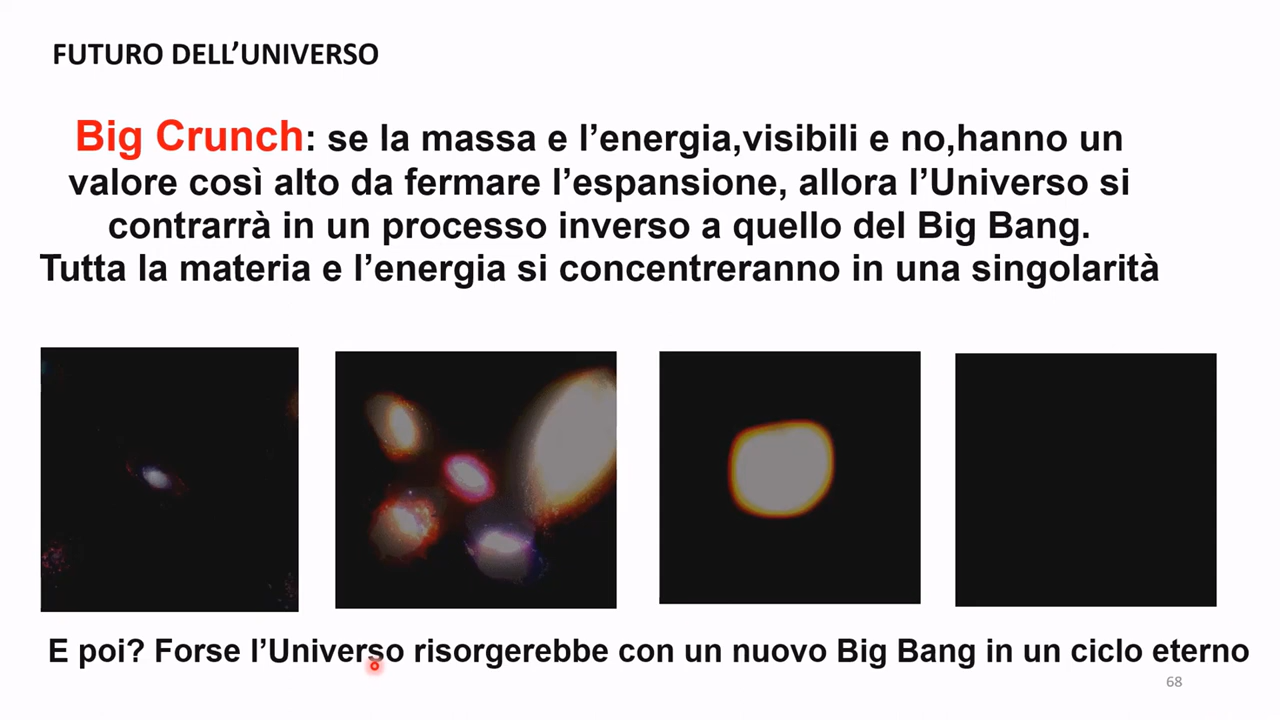 FUTURO DELL’UNIVERSO
Big Crunch: se la massa e l’energia,visibili e no,hanno un
valore così alto da fermare l’espansione, allora l’Universo si
contrarrà in un processo inverso a quello del Big Bang.
Tutta la materia e l’energia si concentreranno in una singolarità
E poi? Forse l’Universo risorgerebbe con un nuovo Big Bang in un ciclo eterno
68